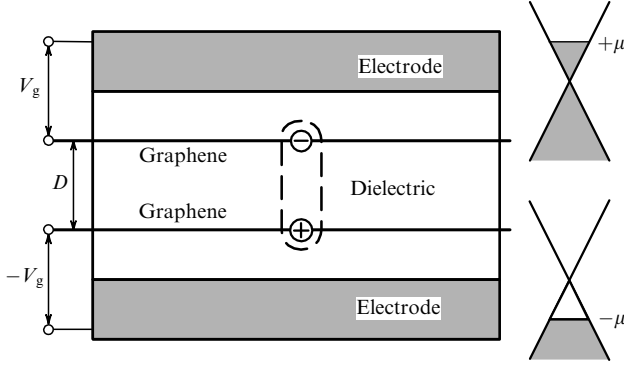 +μ
Electrode
V_g
−
Graphene
D
Dielectric
Graphene
+
−V_g
Electrode
−μ